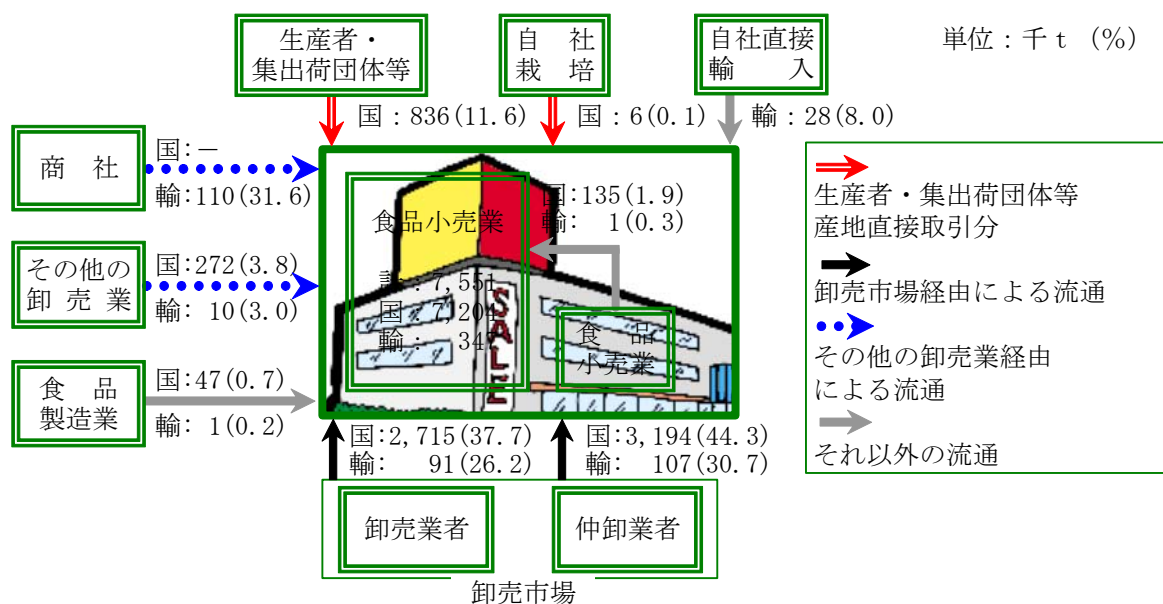 生産者・
集出荷団体等
自　社
栽　培
自社直接
輸　　入
単位：千ｔ（％）
国：836(11.6)
国：6(0.1)
輸：28(8.0)
商　社
国：－
輸：110(31.6)
その他の
卸 売 業
国：272(3.8)
輸： 10(3.0)
食　品
製造業
国：47(0.7)
輸： 1(0.2)
食品小売業
計： 7,551
国： 7,204
輸： 347
国：135(1.9)
輸： 1(0.3)
SALE
食　品
小売業
国：2,715(37.7)
輸： 91(26.2)
国：3,194(44.3)
輸： 107(30.7)
卸売業者
仲卸業者
卸売市場
生産者・集出荷団体等
産地直接取引分
卸売市場経由による流通
その他の卸売業経由
による流通
それ以外の流通